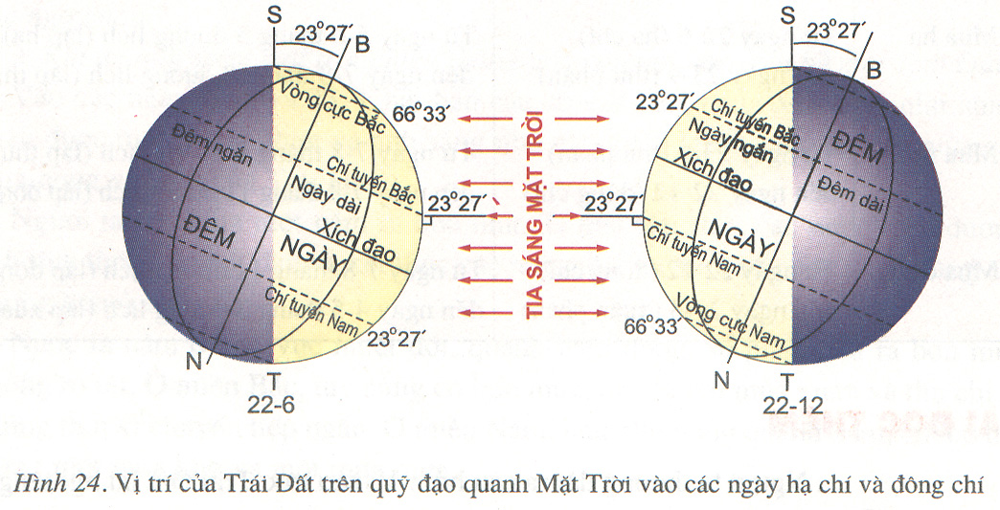 S
23°27′
B
Vòng cực Bắc
66°33′
Đêm ngắn
Chí tuyến Bắc
Ngày dài
23°27′
ĐÊM
Xích đạo
NGÀY
Chí tuyến Nam
23°27′
N
T
22-6
TIA SÁNG MẶT TRỜI
S
23°27′
B
23°27′
Chí tuyến Bắc
Ngày ngắn
ĐÊM
Xích đạo
Đêm dài
23°27′
NGÀY
Chí tuyến Nam
Vòng cực Nam
66°33′
N
T
22-12
Hình 24. Vị trí của Trái Đất trên quỹ đạo quanh Mặt Trời vào các ngày hạ chí và đông chí